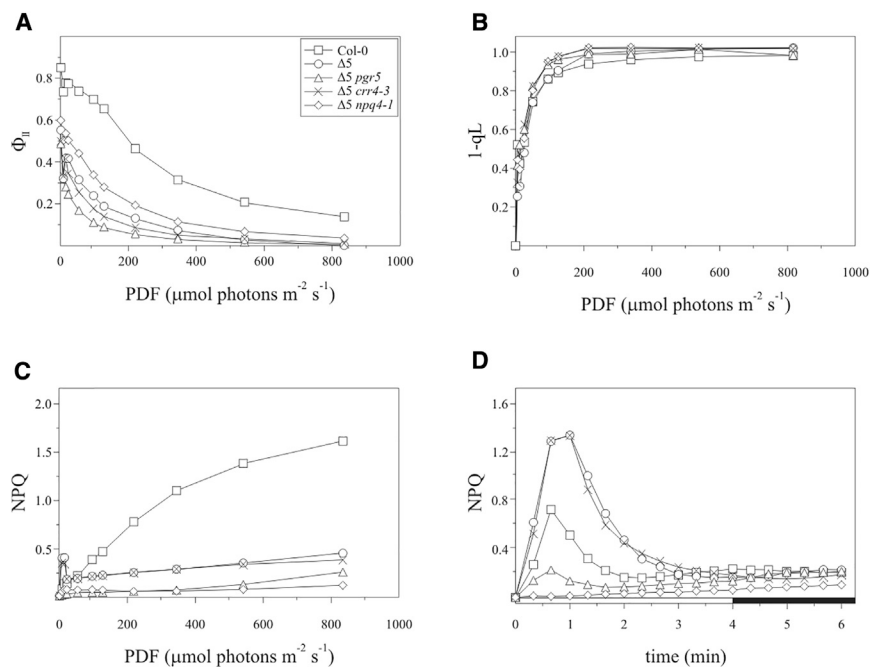 A
0.8
0.6
0.4
0.2
Φ_II
0
200
400
600
800
1000
PDF (μmol photons m⁻² s⁻¹)
Col-0
Δ5
Δ5 pgr5
Δ5 crr4-3
Δ5 npq4-1
B
1.0
0.8
0.6
0.4
0.2
1-qL
0
200
400
600
800
1000
PDF (μmol photons m⁻² s⁻¹)
C
2.0
1.5
1.0
0.5
NPQ
0
200
400
600
800
1000
PDF (μmol photons m⁻² s⁻¹)
D
1.6
1.2
0.8
0.4
NPQ
0
1
2
3
4
5
6
time (min)